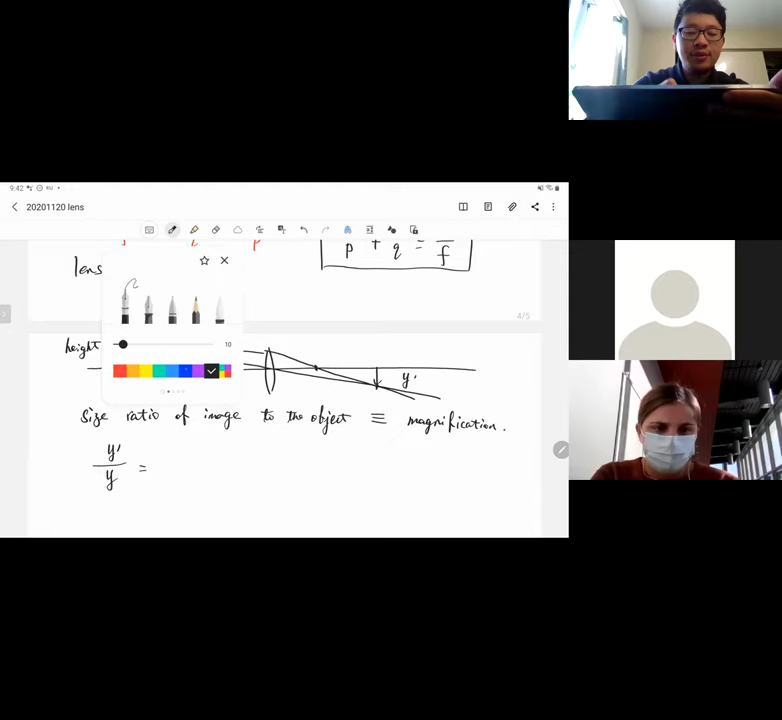 9:42
20201120 lens
p + q = f
lens
4/5
height
y'
10
Size ratio of image to the object ≡ magnification.
y'
y =